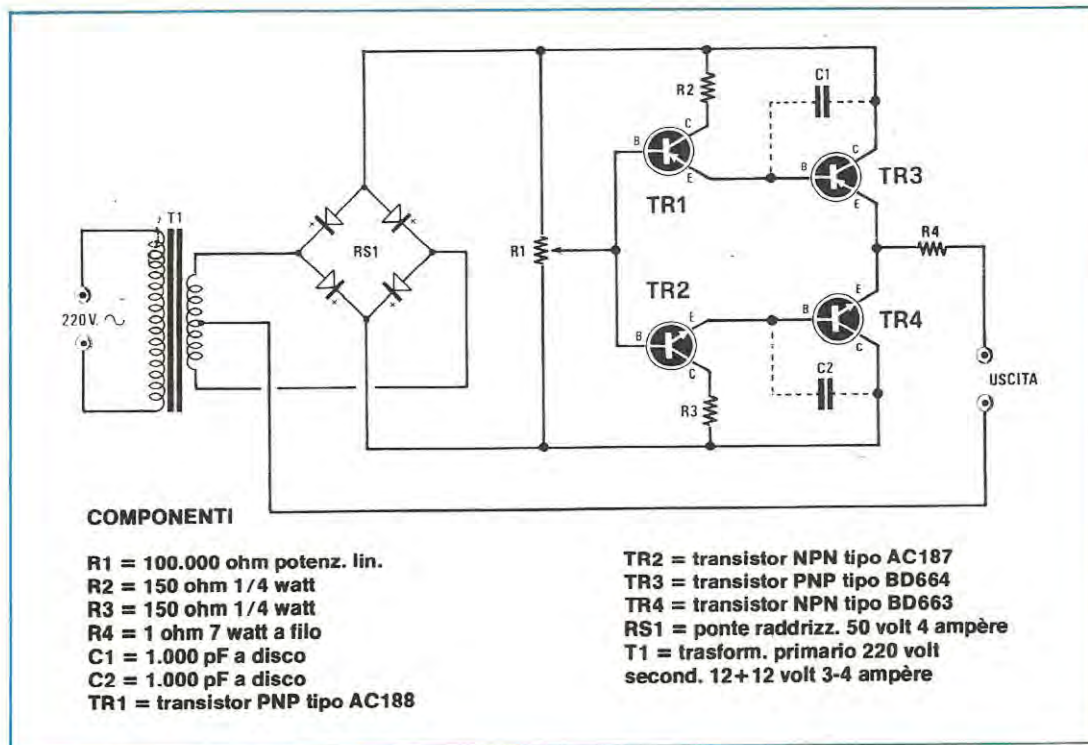 C1
R2
C
B
E
TR1
B
C
E
TR3
T1
RS1
R1
R4
220V.
TR2
E
B
C
B
E
C
TR4
C2
R3
USCITA
COMPONENTI
R1 = 100.000 ohm potenz. lin.
R2 = 150 ohm 1/4 watt
R3 = 150 ohm 1/4 watt
R4 = 1 ohm 7 watt a filo
C1 = 1.000 pF a disco
C2 = 1.000 pF a disco
TR1 = transistor PNP tipo AC188
TR2 = transistor NPN tipo AC187
TR3 = transistor PNP tipo BD664
TR4 = transistor NPN tipo BD663
RS1 = ponte raddrizz. 50 volt 4 ampère
T1 = trasform. primario 220 volt
second. 12+12 volt 3-4 ampère